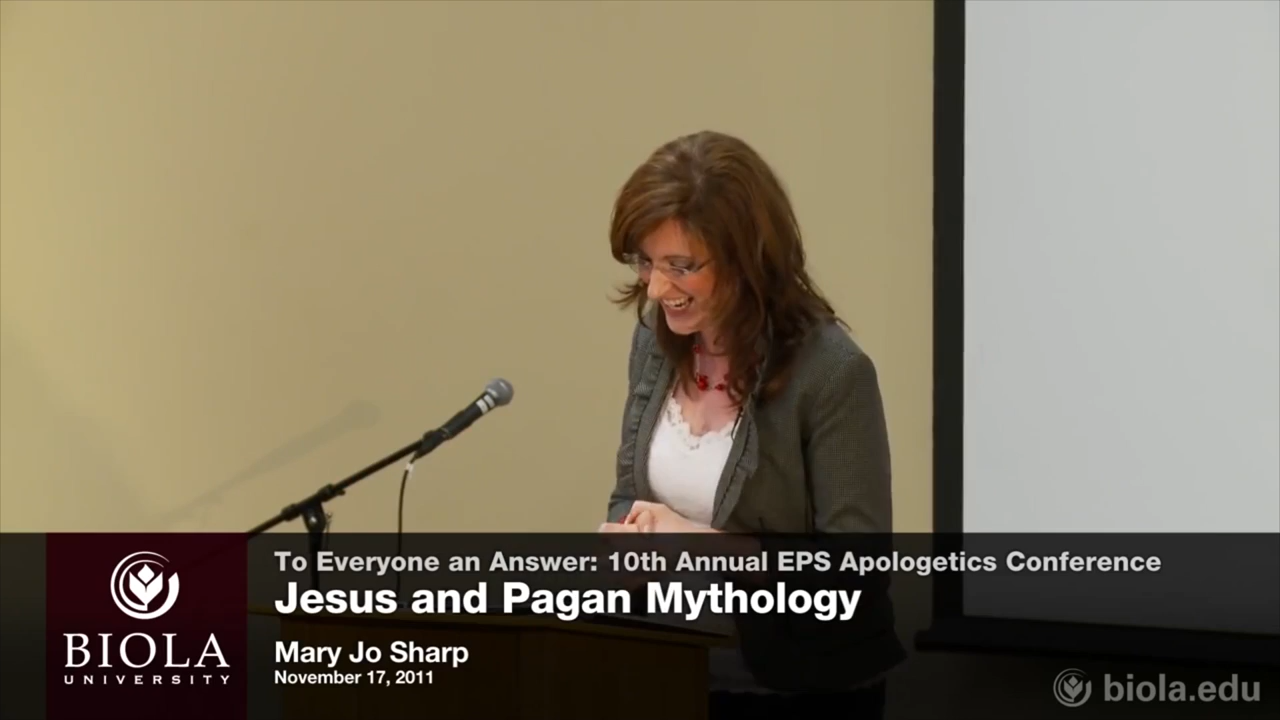 To Everyone an Answer: 10th Annual EPS Apologetics Conference
Jesus and Pagan Mythology
Mary Jo Sharp
November 17, 2011
BIOLA
UNIVERSITY
biola.edu